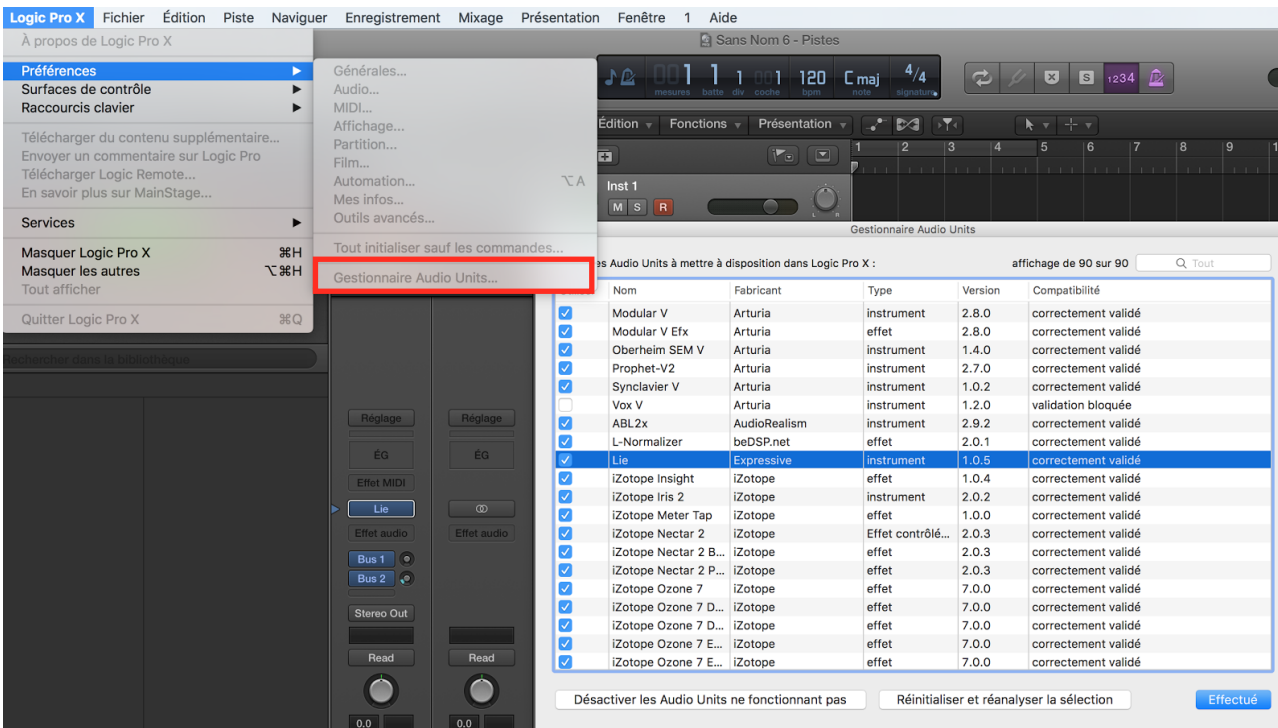 Logic Pro X Fichier Édition Piste Naviguer Enregistrement Mixage Présentation Fenêtre 1 Aide
À propos de Logic Pro X
Préférences
Surfaces de contrôle
Raccourcis clavier
Télécharger du contenu supplémentaire...
Envoyer un commentaire sur Logic Pro
Télécharger Logic Remote...
En savoir plus sur MainStage...
Services
Masquer Logic Pro X ⌘H
Masquer les autres ⌥⌘H
Tout afficher
Quitter Logic Pro X ⌘Q
Générales...
Audio...
MIDI...
Affichage...
Partition...
Film...
Automation... ⌥A
Mes infos...
Outils avancés...
Tout initialiser sauf les commandes...
Gestionnaire Audio Units...
Sans Nom 6 - Pistes
001 1 1 001 120 C maj 4/4
mesures batte div coche bpm note signature
S 1234
Édition Fonctions Présentation
1 2 3 4 5 6 7 8 9 1
Inst 1
M S R
L R
Rechercher dans la bibliothèque
Réglage Réglage
ÉG ÉG
Effet MIDI
Lie
Effet audio Effet audio
Bus 1
Bus 2
Stereo Out
Read Read
0.0 0.0
Gestionnaire Audio Units
es Audio Units à mettre à disposition dans Logic Pro X : affichage de 90 sur 90 Tout
Nom Fabricant Type Version Compatibilité
Modular V Arturia instrument 2.8.0 correctement validé
Modular V Efx Arturia effet 2.8.0 correctement validé
Oberheim SEM V Arturia instrument 1.4.0 correctement validé
Prophet-V2 Arturia instrument 2.7.0 correctement validé
Synclavier V Arturia instrument 1.0.2 correctement validé
Vox V Arturia instrument 1.2.0 validation bloquée
ABL2x AudioRealism instrument 2.9.2 correctement validé
L-Normalizer beDSP.net effet 2.0.1 correctement validé
Lie Expressive instrument 1.0.5 correctement validé
iZotope Insight iZotope effet 1.0.4 correctement validé
iZotope Iris 2 iZotope instrument 2.0.2 correctement validé
iZotope Meter Tap iZotope effet 1.0.0 correctement validé
iZotope Nectar 2 iZotope Effet contrôlé... 2.0.3 correctement validé
iZotope Nectar 2 B... iZotope effet 2.0.3 correctement validé
iZotope Nectar 2 P... iZotope effet 2.0.3 correctement validé
iZotope Ozone 7 iZotope effet 7.0.0 correctement validé
iZotope Ozone 7 D... iZotope effet 7.0.0 correctement validé
iZotope Ozone 7 D... iZotope effet 7.0.0 correctement validé
iZotope Ozone 7 E... iZotope effet 7.0.0 correctement validé
iZotope Ozone 7 E... iZotope effet 7.0.0 correctement validé
Désactiver les Audio Units ne fonctionnant pas Réinitialiser et réanalyser la sélection Effectué